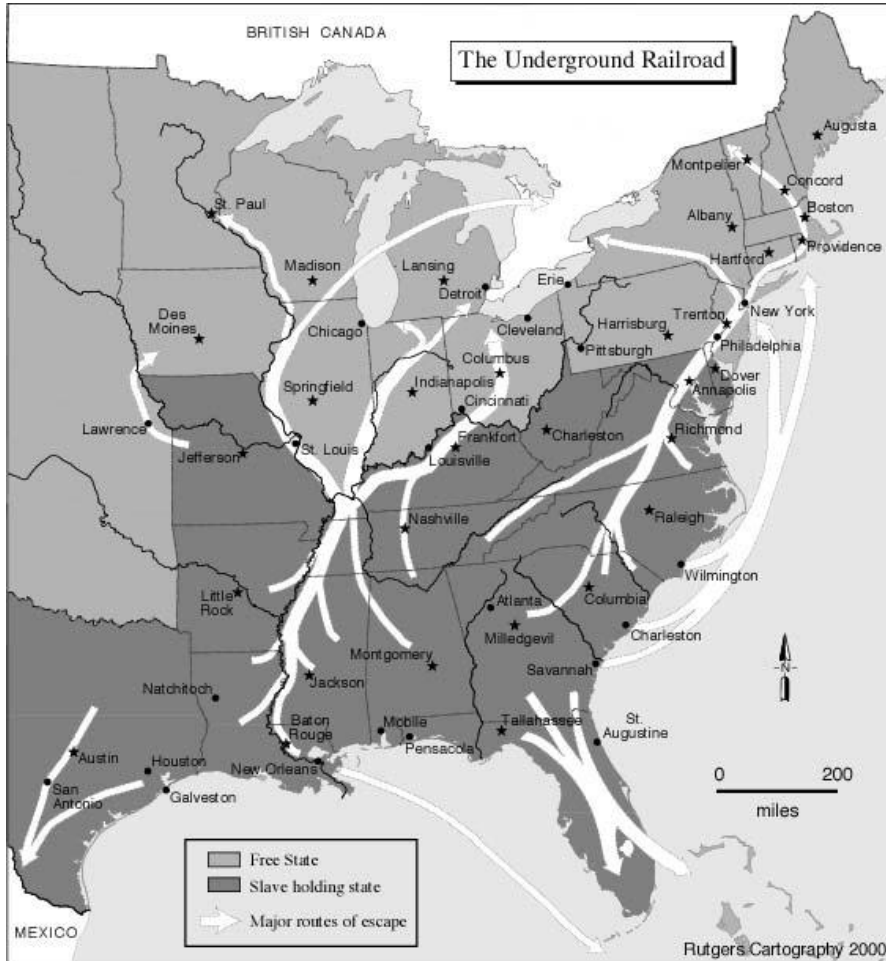 BRITISH CANADA
The Underground Railroad
Augusta
Montpelier
Concord
St. Paul
Boston
Albany
Providence
Madison
Lansing
Hartford
Erie
Detroit
New York
Des
Moines
Trenton
Chicago
Cleveland
Harrisburg
Philadelphia
Pittsburgh
Columbus
Dover
Springfield
Indianapolis
Annapolis
Cincinnati
Lawrence
Frankfort
Charleston
Richmond
St. Louis
Jefferson
Louisville
Raleigh
Nashville
Wilmington
Little
Rock
Columbia
Atlanta
Charleston
Milledgevil
Montgomery
Savannah
Jackson
Natchitoch
Baton
Rouge
Mobile
Tallahassee
St.
Augustine
Pensacola
Austin
Houston
New Orleans
San
Antonio
Galveston
N
0 200
miles
Free State
Slave holding state
Major routes of escape
MEXICO
Rutgers Cartography 2000